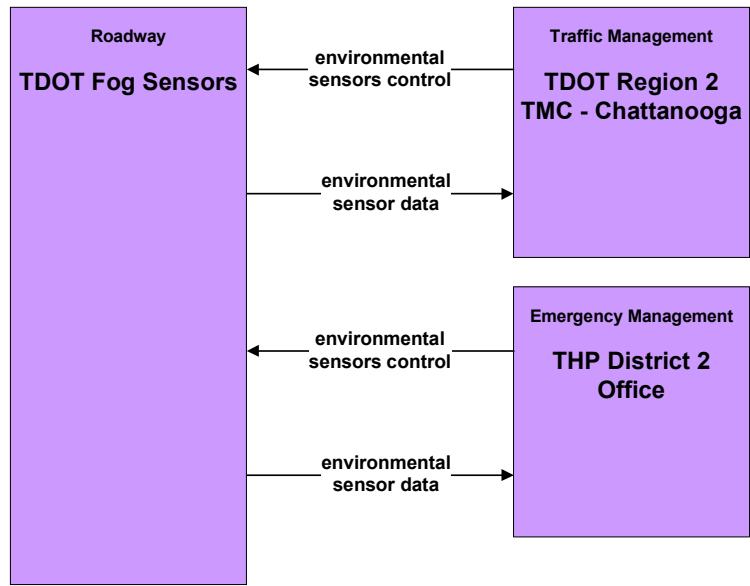 Roadway
TDOT Fog Sensors
environmental
sensors control
environmental
sensor data
environmental
sensors control
environmental
sensor data
Traffic Management
TDOT Region 2
TMC - Chattanooga
Emergency Management
THP District 2
Office